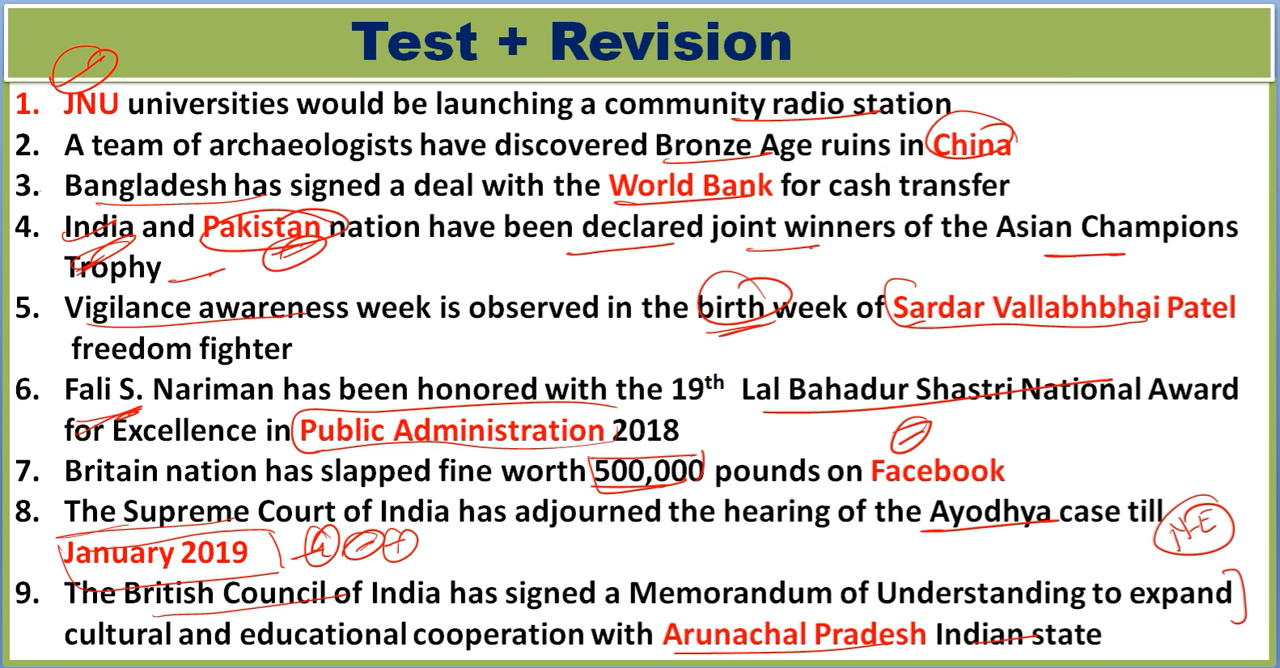 Test + Revision
1. JNU universities would be launching a community radio station
2. A team of archaeologists have discovered Bronze Age ruins in China
3. Bangladesh has signed a deal with the World Bank for cash transfer
4. India and Pakistan nation have been declared joint winners of the Asian Champions
Trophy
5. Vigilance awareness week is observed in the birth week of Sardar Vallabhbhai Patel
freedom fighter
6. Fali S. Nariman has been honored with the 19th Lal Bahadur Shastri National Award
for Excellence in Public Administration 2018
7. Britain nation has slapped fine worth 500,000 pounds on Facebook
8. The Supreme Court of India has adjourned the hearing of the Ayodhya case till
January 2019
9. The British Council of India has signed a Memorandum of Understanding to expand
cultural and educational cooperation with Arunachal Pradesh Indian state